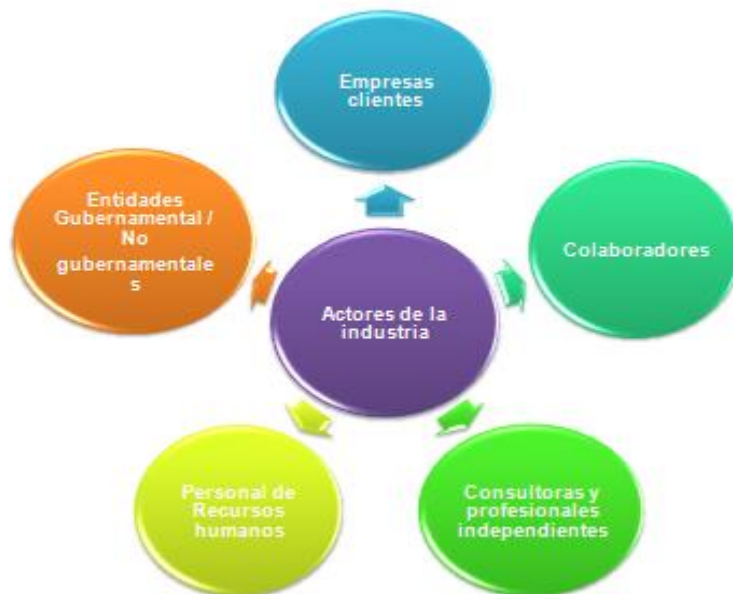 Empresas
clientes
Entidades
Gubernamental /
No
gubernamentale
s
Colaboradores
Actores de la
industria
Personal de
Recursos
humanos
Consultoras y
profesionales
independientes